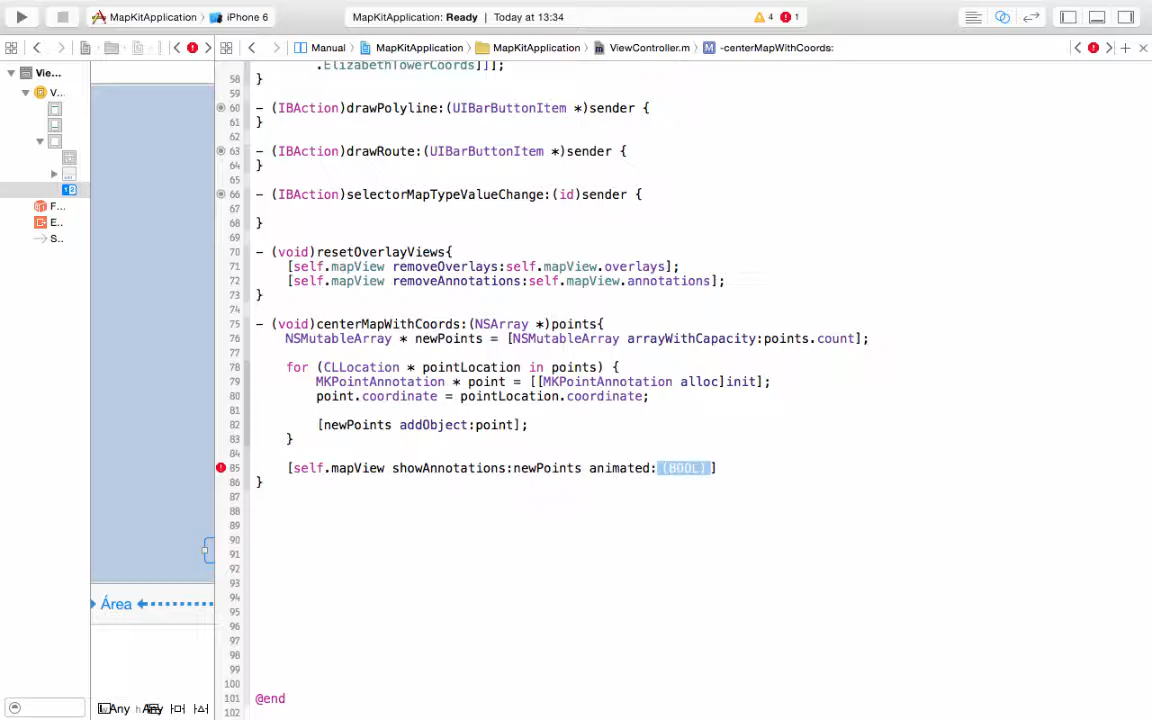 MapKitApplication
iPhone 6
MapKitApplication: Ready | Today at 13:34
4
1
Manual
MapKitApplication
MapKitApplication
ViewController.m
-centerMapWithCoords:
Vie...
V...
F...
E...
S..
Área
Any
Any
.ElizabethTowerCoords]]];
58 }
59
60 - (IBAction)drawPolyline:(UIBarButtonItem *)sender {
61 }
62
63 - (IBAction)drawRoute:(UIBarButtonItem *)sender {
64 }
65
66 - (IBAction)selectorMapTypeValueChange:(id)sender {
67
68 }
69
70 - (void)resetOverlayViews{
71 [self.mapView removeOverlays:self.mapView.overlays];
72 [self.mapView removeAnnotations:self.mapView.annotations];
73 }
74
75 - (void)centerMapWithCoords:(NSArray *)points{
76 NSMutableArray * newPoints = [NSMutableArray arrayWithCapacity:points.count];
77
78 for (CLLocation * pointLocation in points) {
79 MKPointAnnotation * point = [[MKPointAnnotation alloc]init];
80 point.coordinate = pointLocation.coordinate;
81
82 [newPoints addObject:point];
83 }
84
85 [self.mapView showAnnotations:newPoints animated:(BOOL)]
86 }
87
88
89
90
91
92
93
94
95
96
97
98
99
100
101 @end
102